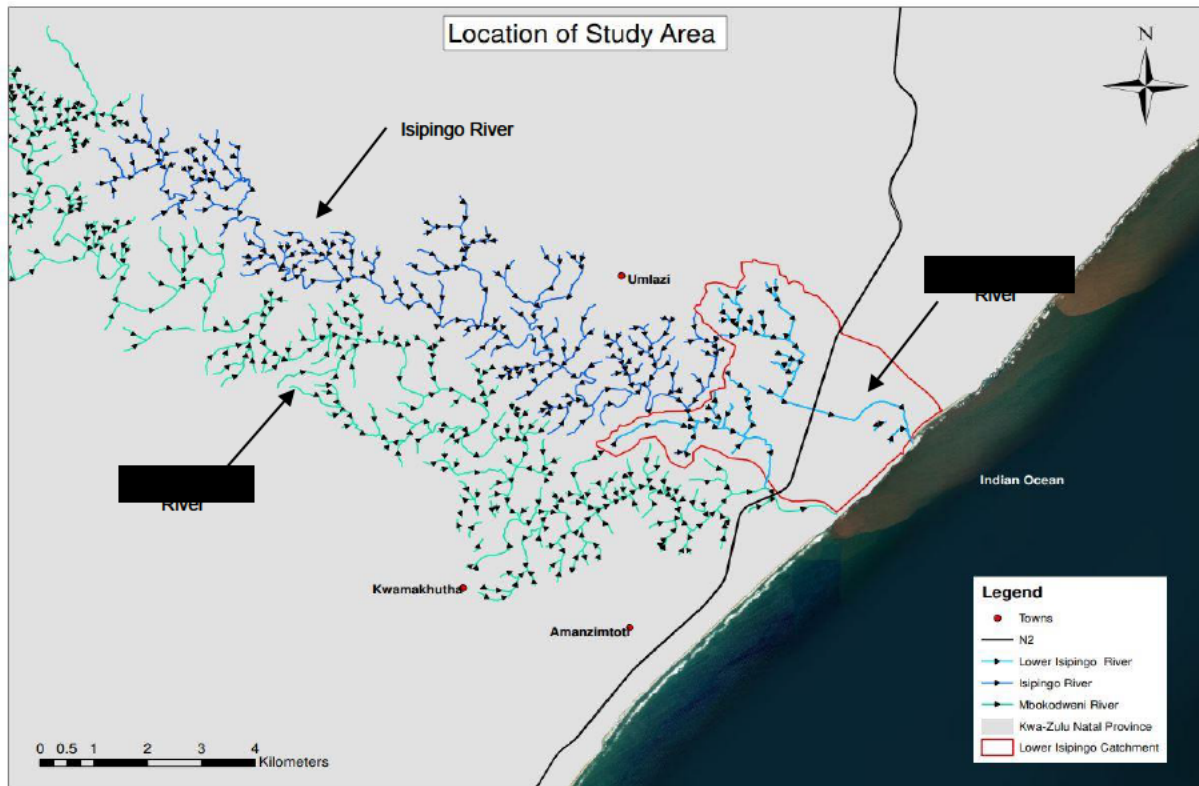 Location of Study Area
N
Isipingo River
Umlazi
River
River
Indian Ocean
Kwamakhutha
Amanzimtoti
Legend
Towns
N2
Lower Isipingo River
Isipingo River
Mbokodweni River
Kwa-Zulu Natal Province
Lower Isipingo Catchment
0 0.5 1 2 3 4
Kilometers